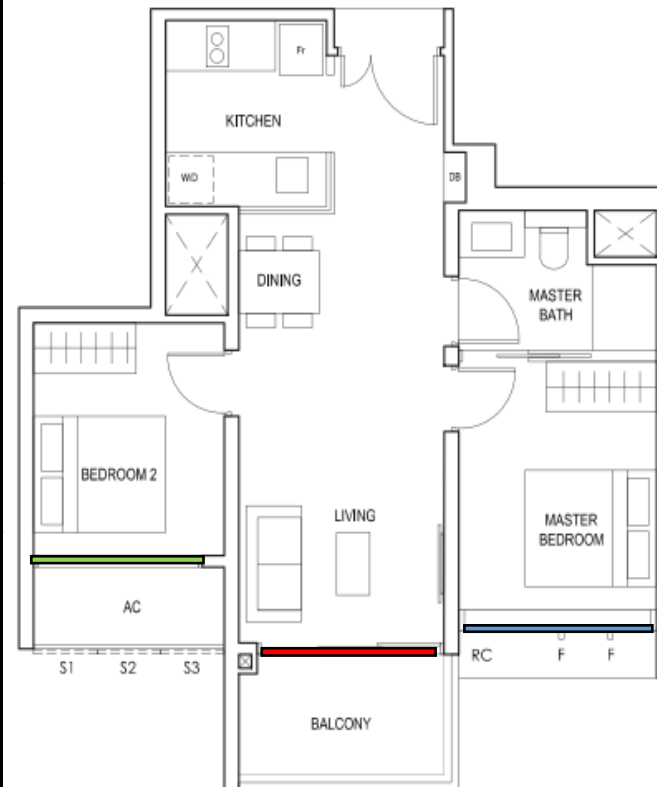 Fr
KITCHEN
WD
DB
DINING
MASTER
BATH
BEDROOM 2
LIVING
MASTER
BEDROOM
AC
RC
F
F
S1
S2
S3
BALCONY